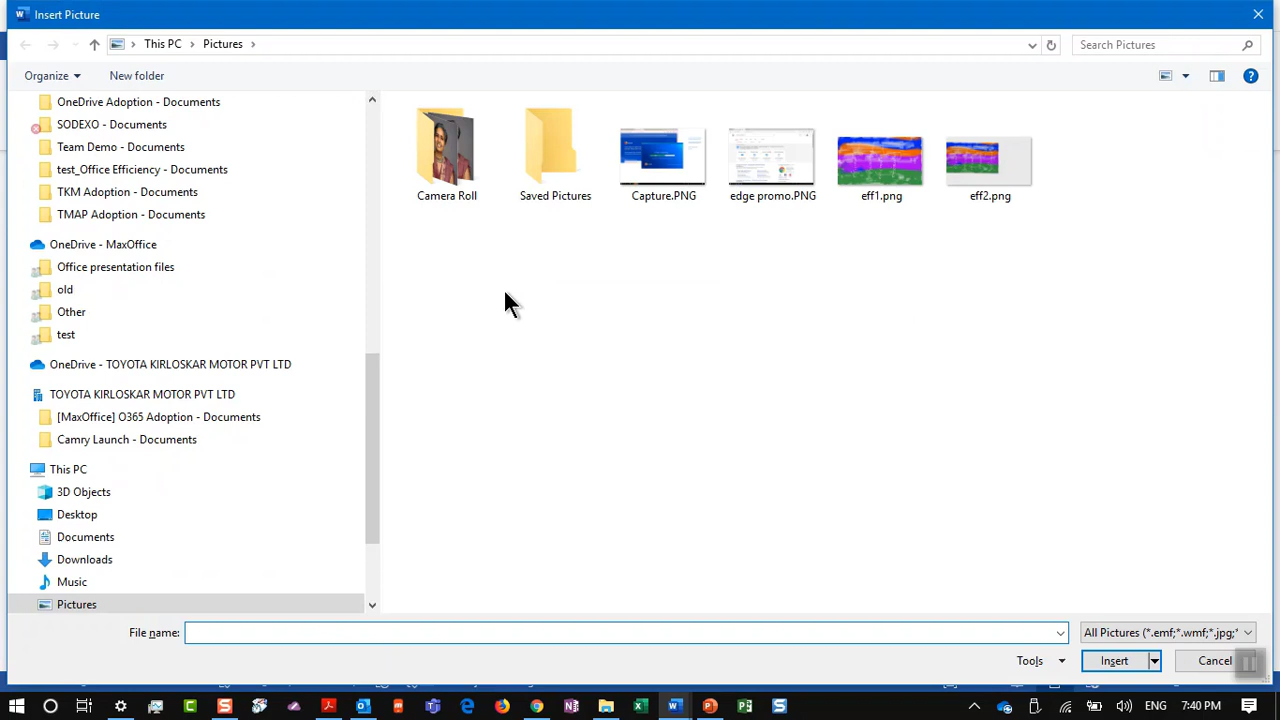 Insert Picture
This PC > Pictures >
Search Pictures
Organize
New folder
OneDrive Adoption - Documents
SODEXO - Documents
Team Demo - Documents
test_Office Efficiency - Documents
TKM Adoption - Documents
TMAP Adoption - Documents
OneDrive - MaxOffice
Office presentation files
old
Other
test
OneDrive - TOYOTA KIRLOSKAR MOTOR PVT LTD
TOYOTA KIRLOSKAR MOTOR PVT LTD
[MaxOffice] O365 Adoption - Documents
Camry Launch - Documents
This PC
3D Objects
Desktop
Documents
Downloads
Music
Pictures
Camera Roll
Saved Pictures
Capture.PNG
edge promo.PNG
eff1.png
eff2.png
File name:
All Pictures (*.emf;*.wmf;*.jpg;*
Tools
Insert
Cancel
ENG
7:40 PM